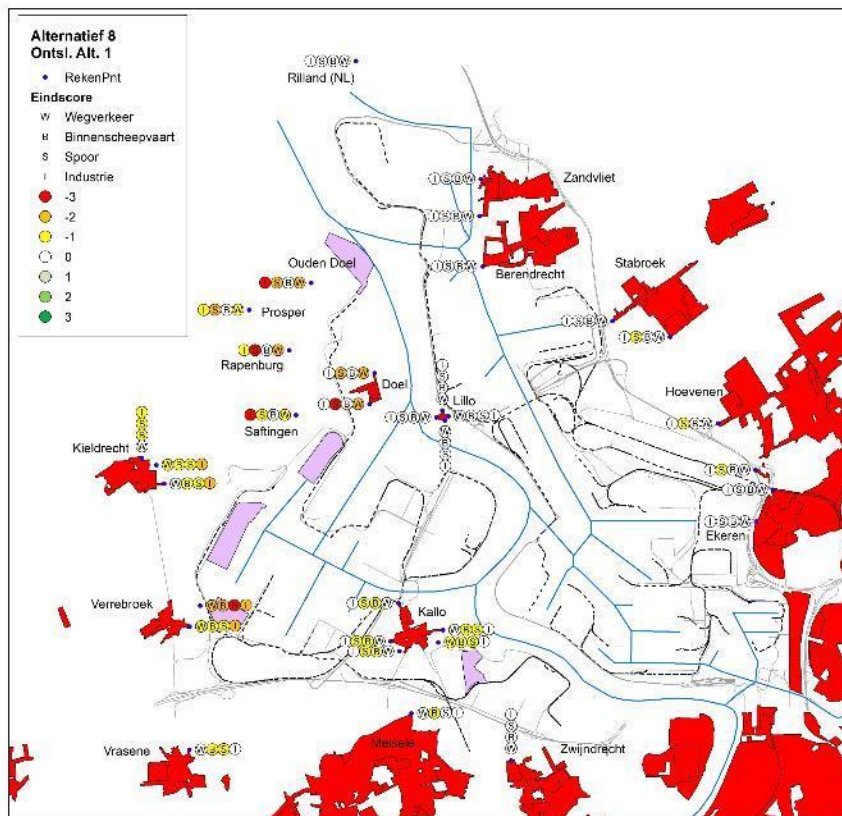 Alternatief 8
Ontsl. Alt. 1
RekenPnt
Eindscore
W Wegverkeer
B Binnenscheepvaart
S Spoor
I Industrie
-3
-2
-1
0
1
2
3
I S B W
Rilland (NL)
I S B W
Zandvliet
I S B W
I S B W
Berendrecht
Stabroek
Ouden Doel
S B W
I S B W
Prosper
I S B W
Rapenburg
I S B W
I S B W
Hoevenen
I S B W
Doel
I S B W
I S B W
I S B W
Lillo
W B S I
W B S I
S B W
Saftingen
I S B W
Kieldrecht
W B S I
W B S I
I S B W
I S B W
I S B W
Ekeren
Verrebroek
W B I
W B S I
I S B W
Kallo
W B S I
I S B W
W B S I
S B W
W B S I
Melsele
I S B W
Zwijndrecht
Vrasene
W B S I